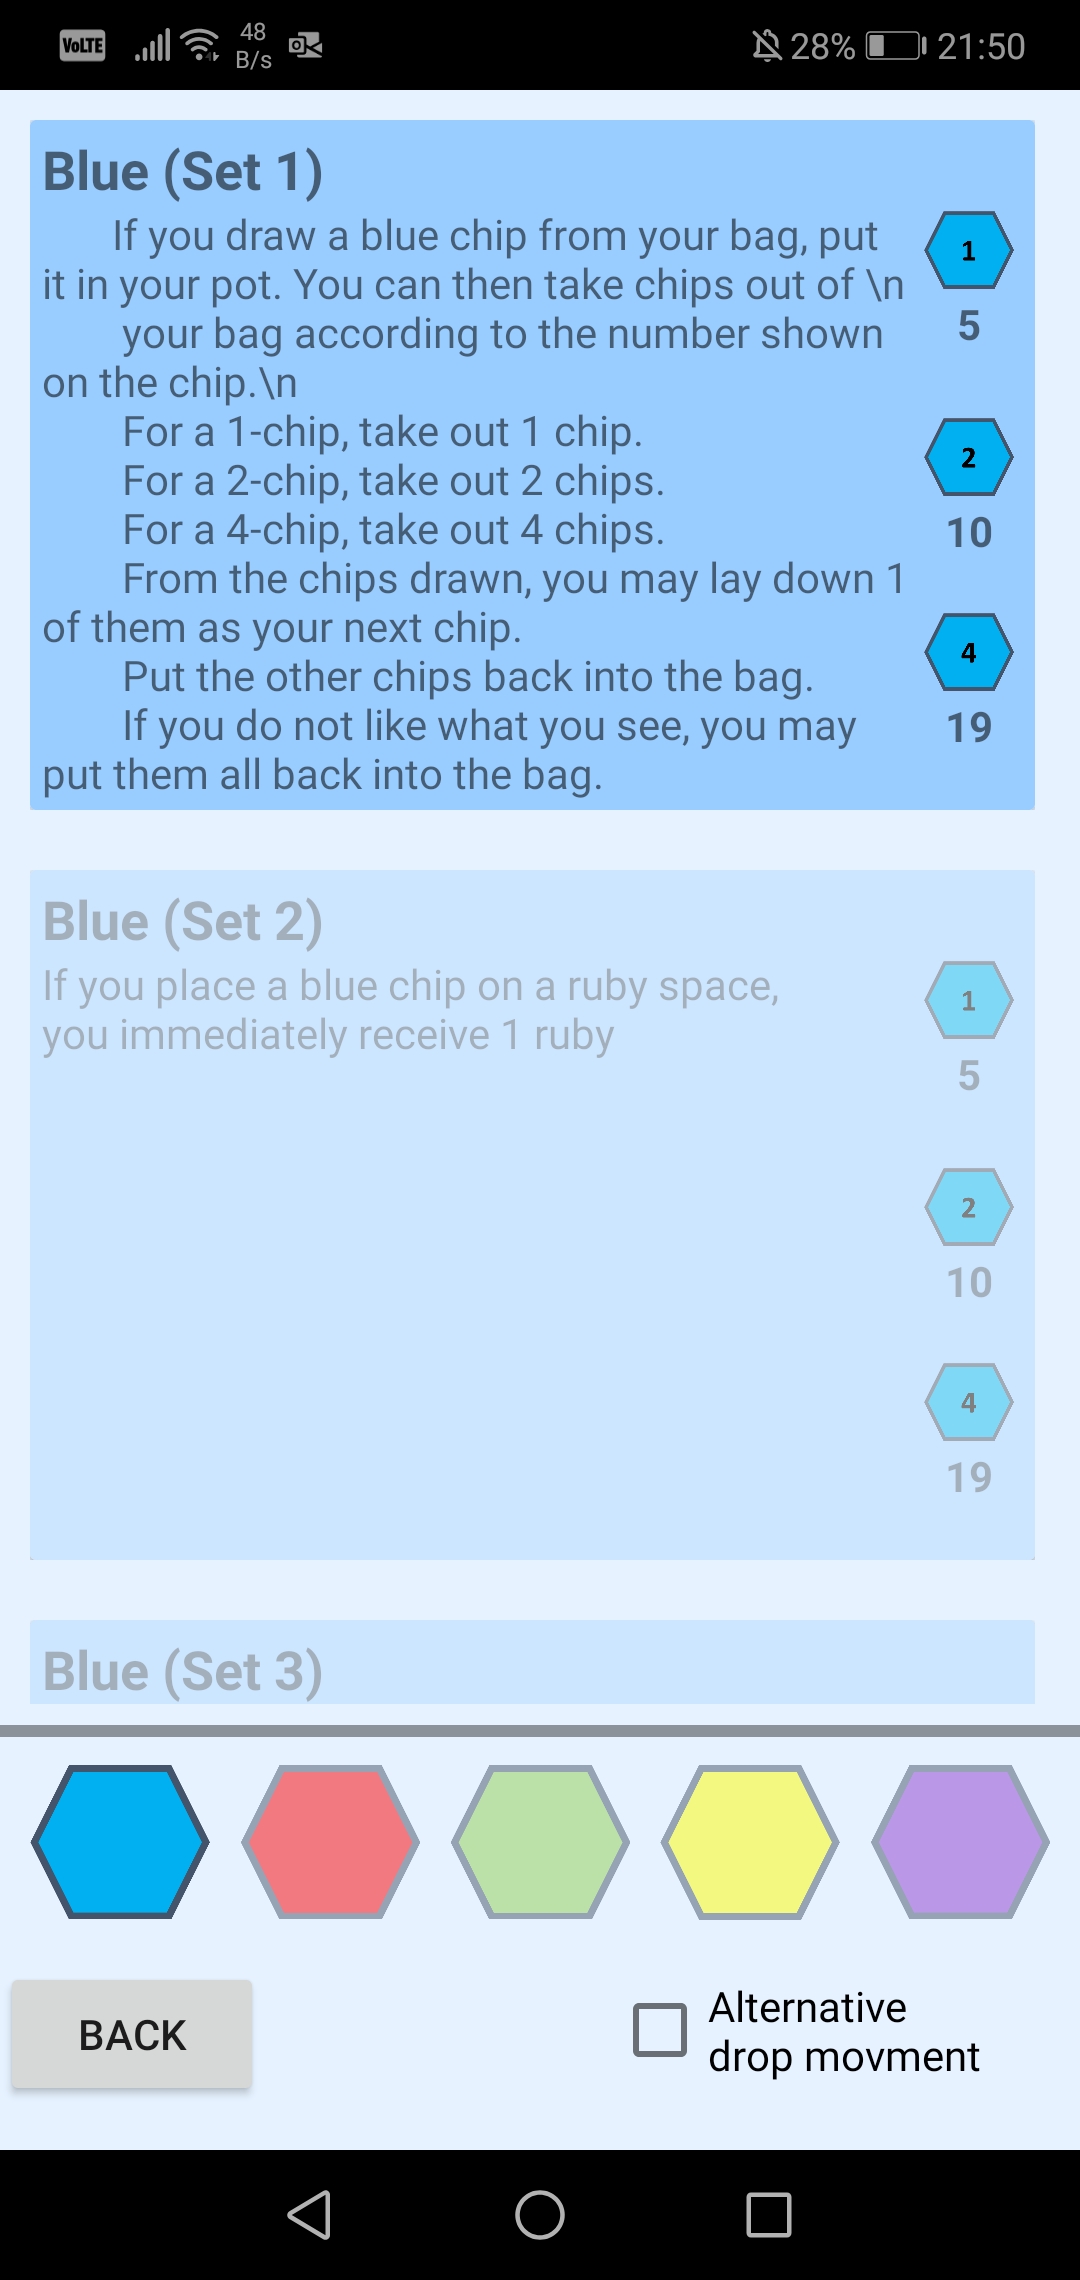 VoLTE 48 B/s 28% 21:50
Blue (Set 1)
If you draw a blue chip from your bag, put
it in your pot. You can then take chips out of \n
your bag according to the number shown
on the chip.\n
For a 1-chip, take out 1 chip.
For a 2-chip, take out 2 chips.
For a 4-chip, take out 4 chips.
From the chips drawn, you may lay down 1
of them as your next chip.
Put the other chips back into the bag.
If you do not like what you see, you may
put them all back into the bag.
1
5
2
10
4
19
Blue (Set 2)
If you place a blue chip on a ruby space,
you immediately receive 1 ruby
1
5
2
10
4
19
Blue (Set 3)
BACK
Alternative
drop movment